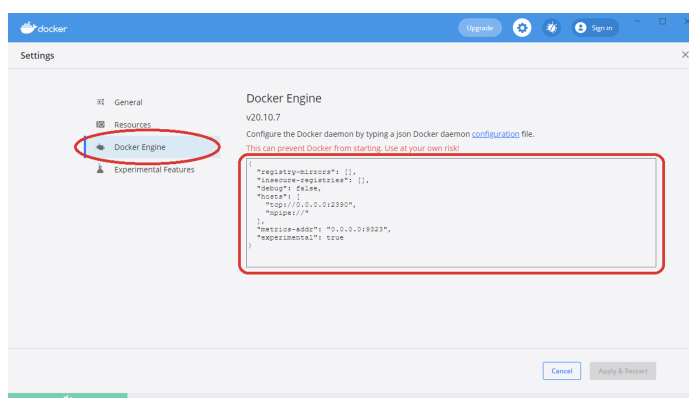 docker
Upgrade
Sign in
Settings
General
Resources
Docker Engine
Experimental Features
Docker Engine
v20.10.7
Configure the Docker daemon by typing a json Docker daemon configuration file.
This can prevent Docker from starting. Use at your own risk!
{
"registry-mirrors": [],
"insecure-registries": [],
"debug": false,
"hosts": [
"tcp://0.0.0.0:2390",
"npipe://"
],
"metrics-addr": "0.0.0.0:9323",
"experimental": true
}
Cancel
Apply & Restart